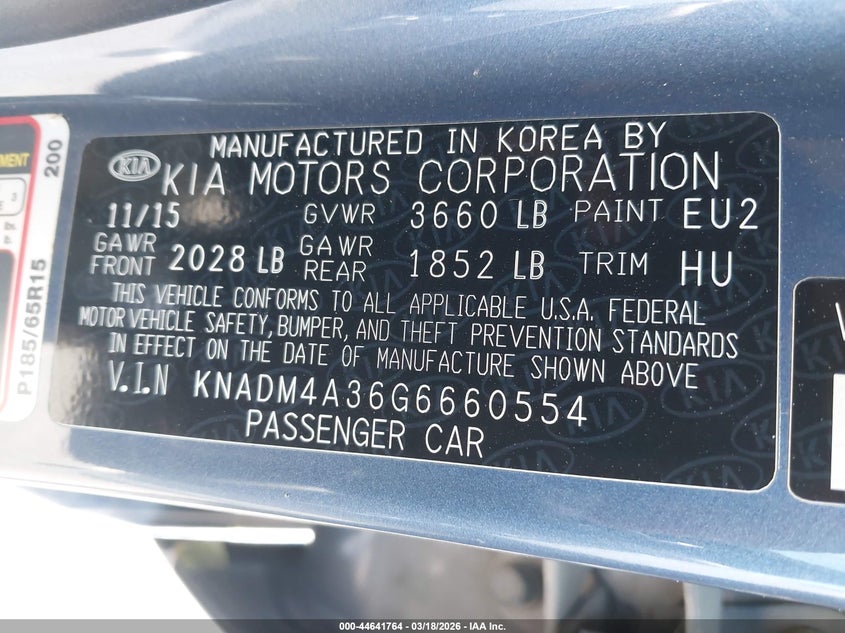 MANUFACTURED IN KOREA BY
KIA KIA MOTORS CORPORATION
11/15 GVWR 3660 LB PAINT EU2
GAWR FRONT 2028 LB GAWR REAR 1852 LB TRIM HU
THIS VEHICLE CONFORMS TO ALL APPLICABLE U.S.A. FEDERAL
MOTOR VEHICLE SAFETY, BUMPER, AND THEFT PREVENTION STANDARDS
IN EFFECT ON THE DATE OF MANUFACTURE SHOWN ABOVE
V.I.N KNADM4A36G6660554
PASSENGER CAR
200
P185/65R15
3
000-44641764 - 03/18/2026 - IAA Inc.